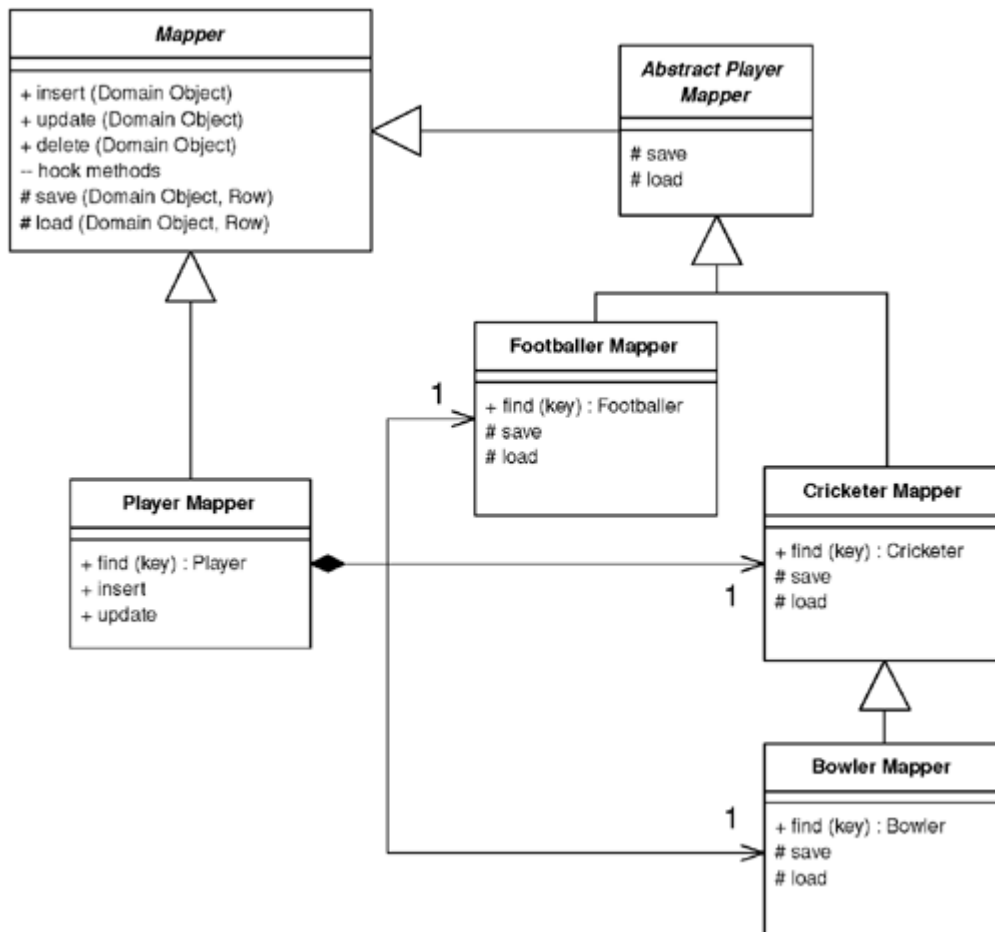 Mapper
+ insert (Domain Object)
+ update (Domain Object)
+ delete (Domain Object)
-- hook methods
# save (Domain Object, Row)
# load (Domain Object, Row)
Abstract Player
Mapper
# save
# load
Footballer Mapper
+ find (key) : Footballer
# save
# load
1
Player Mapper
+ find (key) : Player
+ insert
+ update
Cricketer Mapper
+ find (key) : Cricketer
# save
# load
1
Bowler Mapper
+ find (key) : Bowler
# save
# load
1